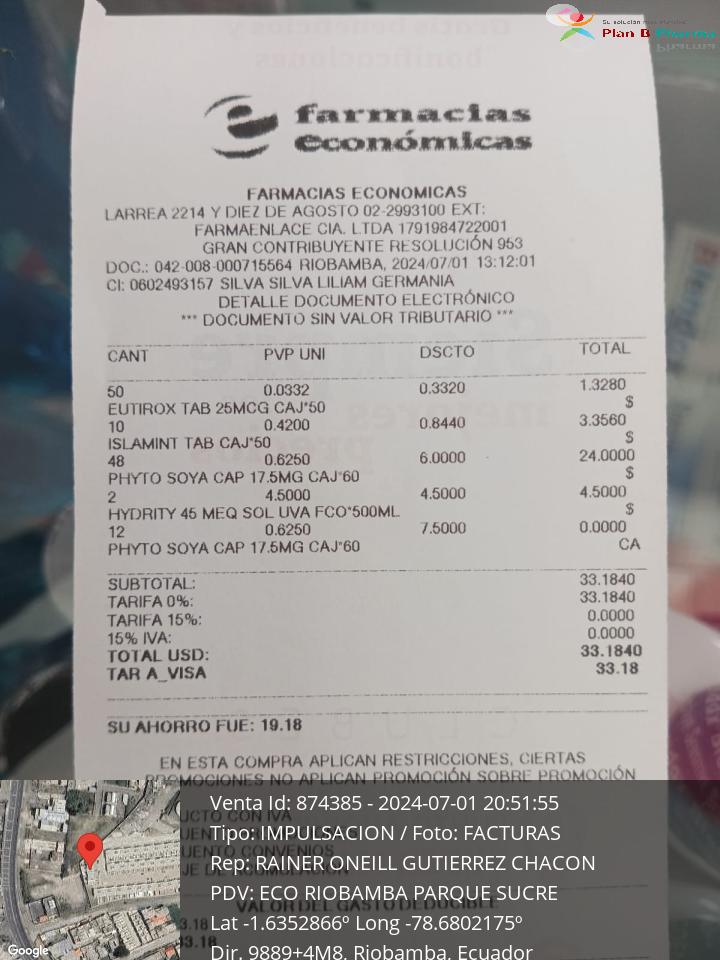 Su solución
Plan B Pharma
farmacias
económicas
FARMACIAS ECONOMICAS
LARREA 2214 Y DIEZ DE AGOSTO 02-2993100 EXT:
FARMAENLACE CIA. LTDA 1791984722001
GRAN CONTRIBUYENTE RESOLUCIÓN 953
DOC.: 042-008-000715564 RIOBAMBA, 2024/07/01 13:12:01
CI: 0602493157 SILVA SILVA LILIAM GERMANIA
DETALLE DOCUMENTO ELECTRÓNICO
*** DOCUMENTO SIN VALOR TRIBUTARIO ***
CANT PVP UNI DSCTO TOTAL
50 0.0332 0.3320 1.3280
EUTIROX TAB 25MCG CAJ*50 $
10 0.4200 0.8440 3.3560
ISLAMINT TAB CAJ*50 $
48 0.6250 6.0000 24.0000
PHYTO SOYA CAP 17.5MG CAJ*60 $
2 4.5000 4.5000 4.5000
HYDRITY 45 MEQ SOL UVA FCO*500ML $
12 0.6250 7.5000 0.0000
PHYTO SOYA CAP 17.5MG CAJ*60 CA
SUBTOTAL: 33.1840
TARIFA 0%: 33.1840
TARIFA 15%: 0.0000
15% IVA: 0.0000
TOTAL USD: 33.1840
TAR A_VISA 33.18
SU AHORRO FUE: 19.18
EN ESTA COMPRA APLICAN RESTRICCIONES, CIERTAS
PROMOCIONES NO APLICAN PROMOCIÓN SOBRE PROMOCIÓN
VALOR DEL GASTO DEDUCIBLE
Venta Id: 874385 - 2024-07-01 20:51:55
Tipo: IMPULSACION / Foto: FACTURAS
Rep: RAINER ONEILL GUTIERREZ CHACON
PDV: ECO RIOBAMBA PARQUE SUCRE
Lat -1.6352866º Long -78.6802175º
Dir. 9889+4M8, Riobamba, Ecuador
Google